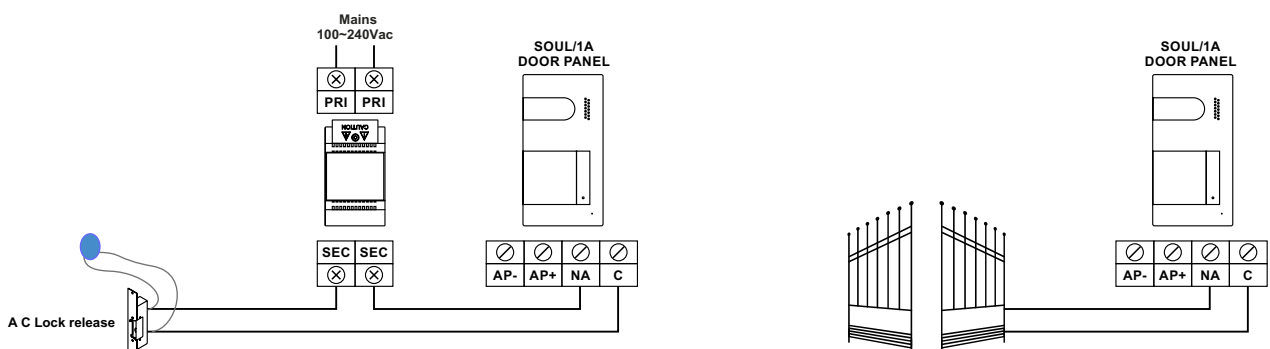 Mains
100~240Vac
PRI PRI
CAUTION
SEC SEC
A C Lock release
SOUL/1A
DOOR PANEL
AP- AP+ NA C
SOUL/1A
DOOR PANEL
AP- AP+ NA C